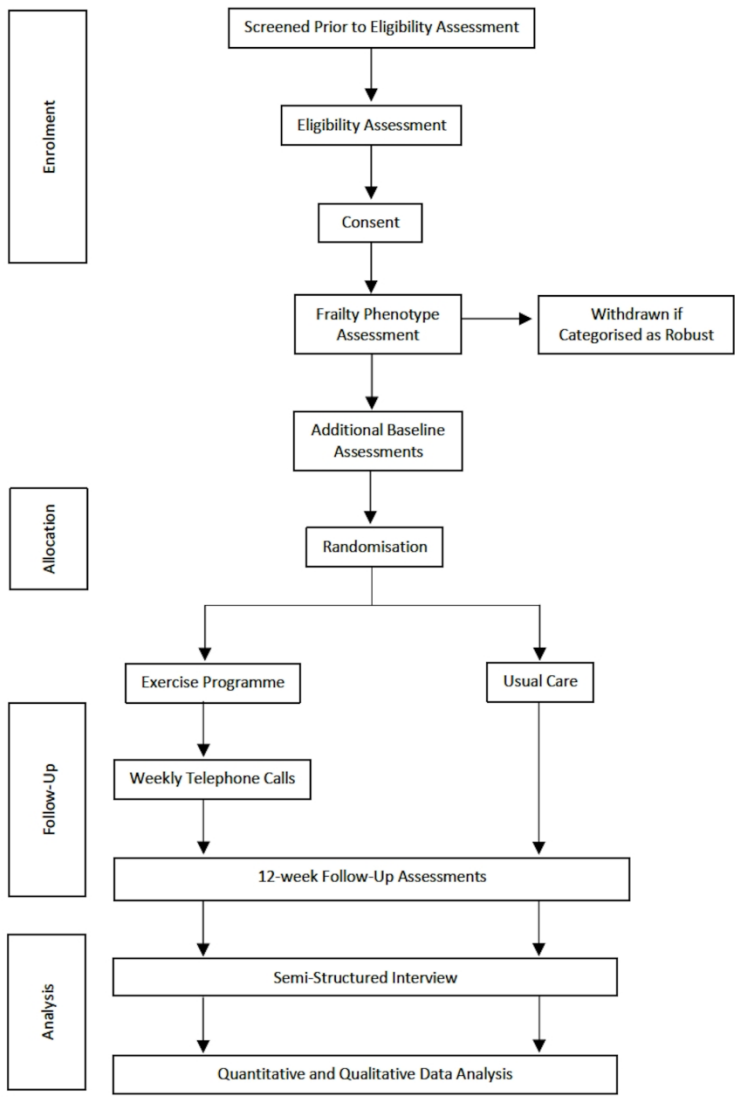 Enrolment
Screened Prior to Eligibility Assessment
Eligibility Assessment
Consent
Frailty Phenotype
Assessment
Withdrawn if
Categorised as Robust
Additional Baseline
Assessments
Allocation
Randomisation
Exercise Programme
Usual Care
Follow-Up
Weekly Telephone Calls
12-week Follow-Up Assessments
Analysis
Semi-Structured Interview
Quantitative and Qualitative Data Analysis